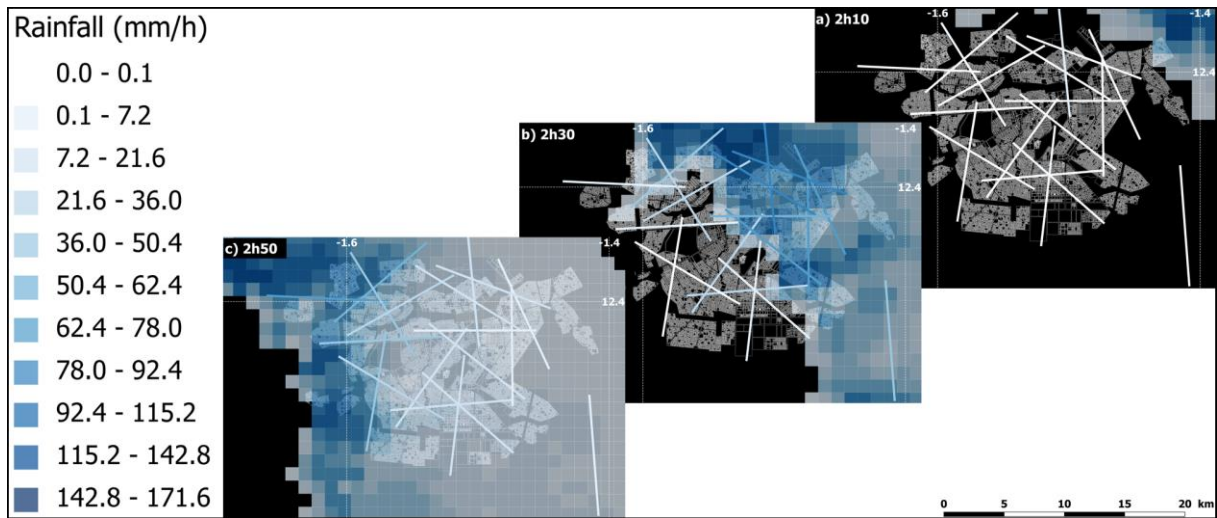 Rainfall (mm/h)
0.0 - 0.1
0.1 - 7.2
7.2 - 21.6
21.6 - 36.0
36.0 - 50.4
50.4 - 62.4
62.4 - 78.0
78.0 - 92.4
92.4 - 115.2
115.2 - 142.8
142.8 - 171.6
a) 2h10
-1.6
-1.4
12.4
b) 2h30
-1.6
-1.4
12.4
c) 2h50
-1.6
-1.4
12.4
0 5 10 15 20 km